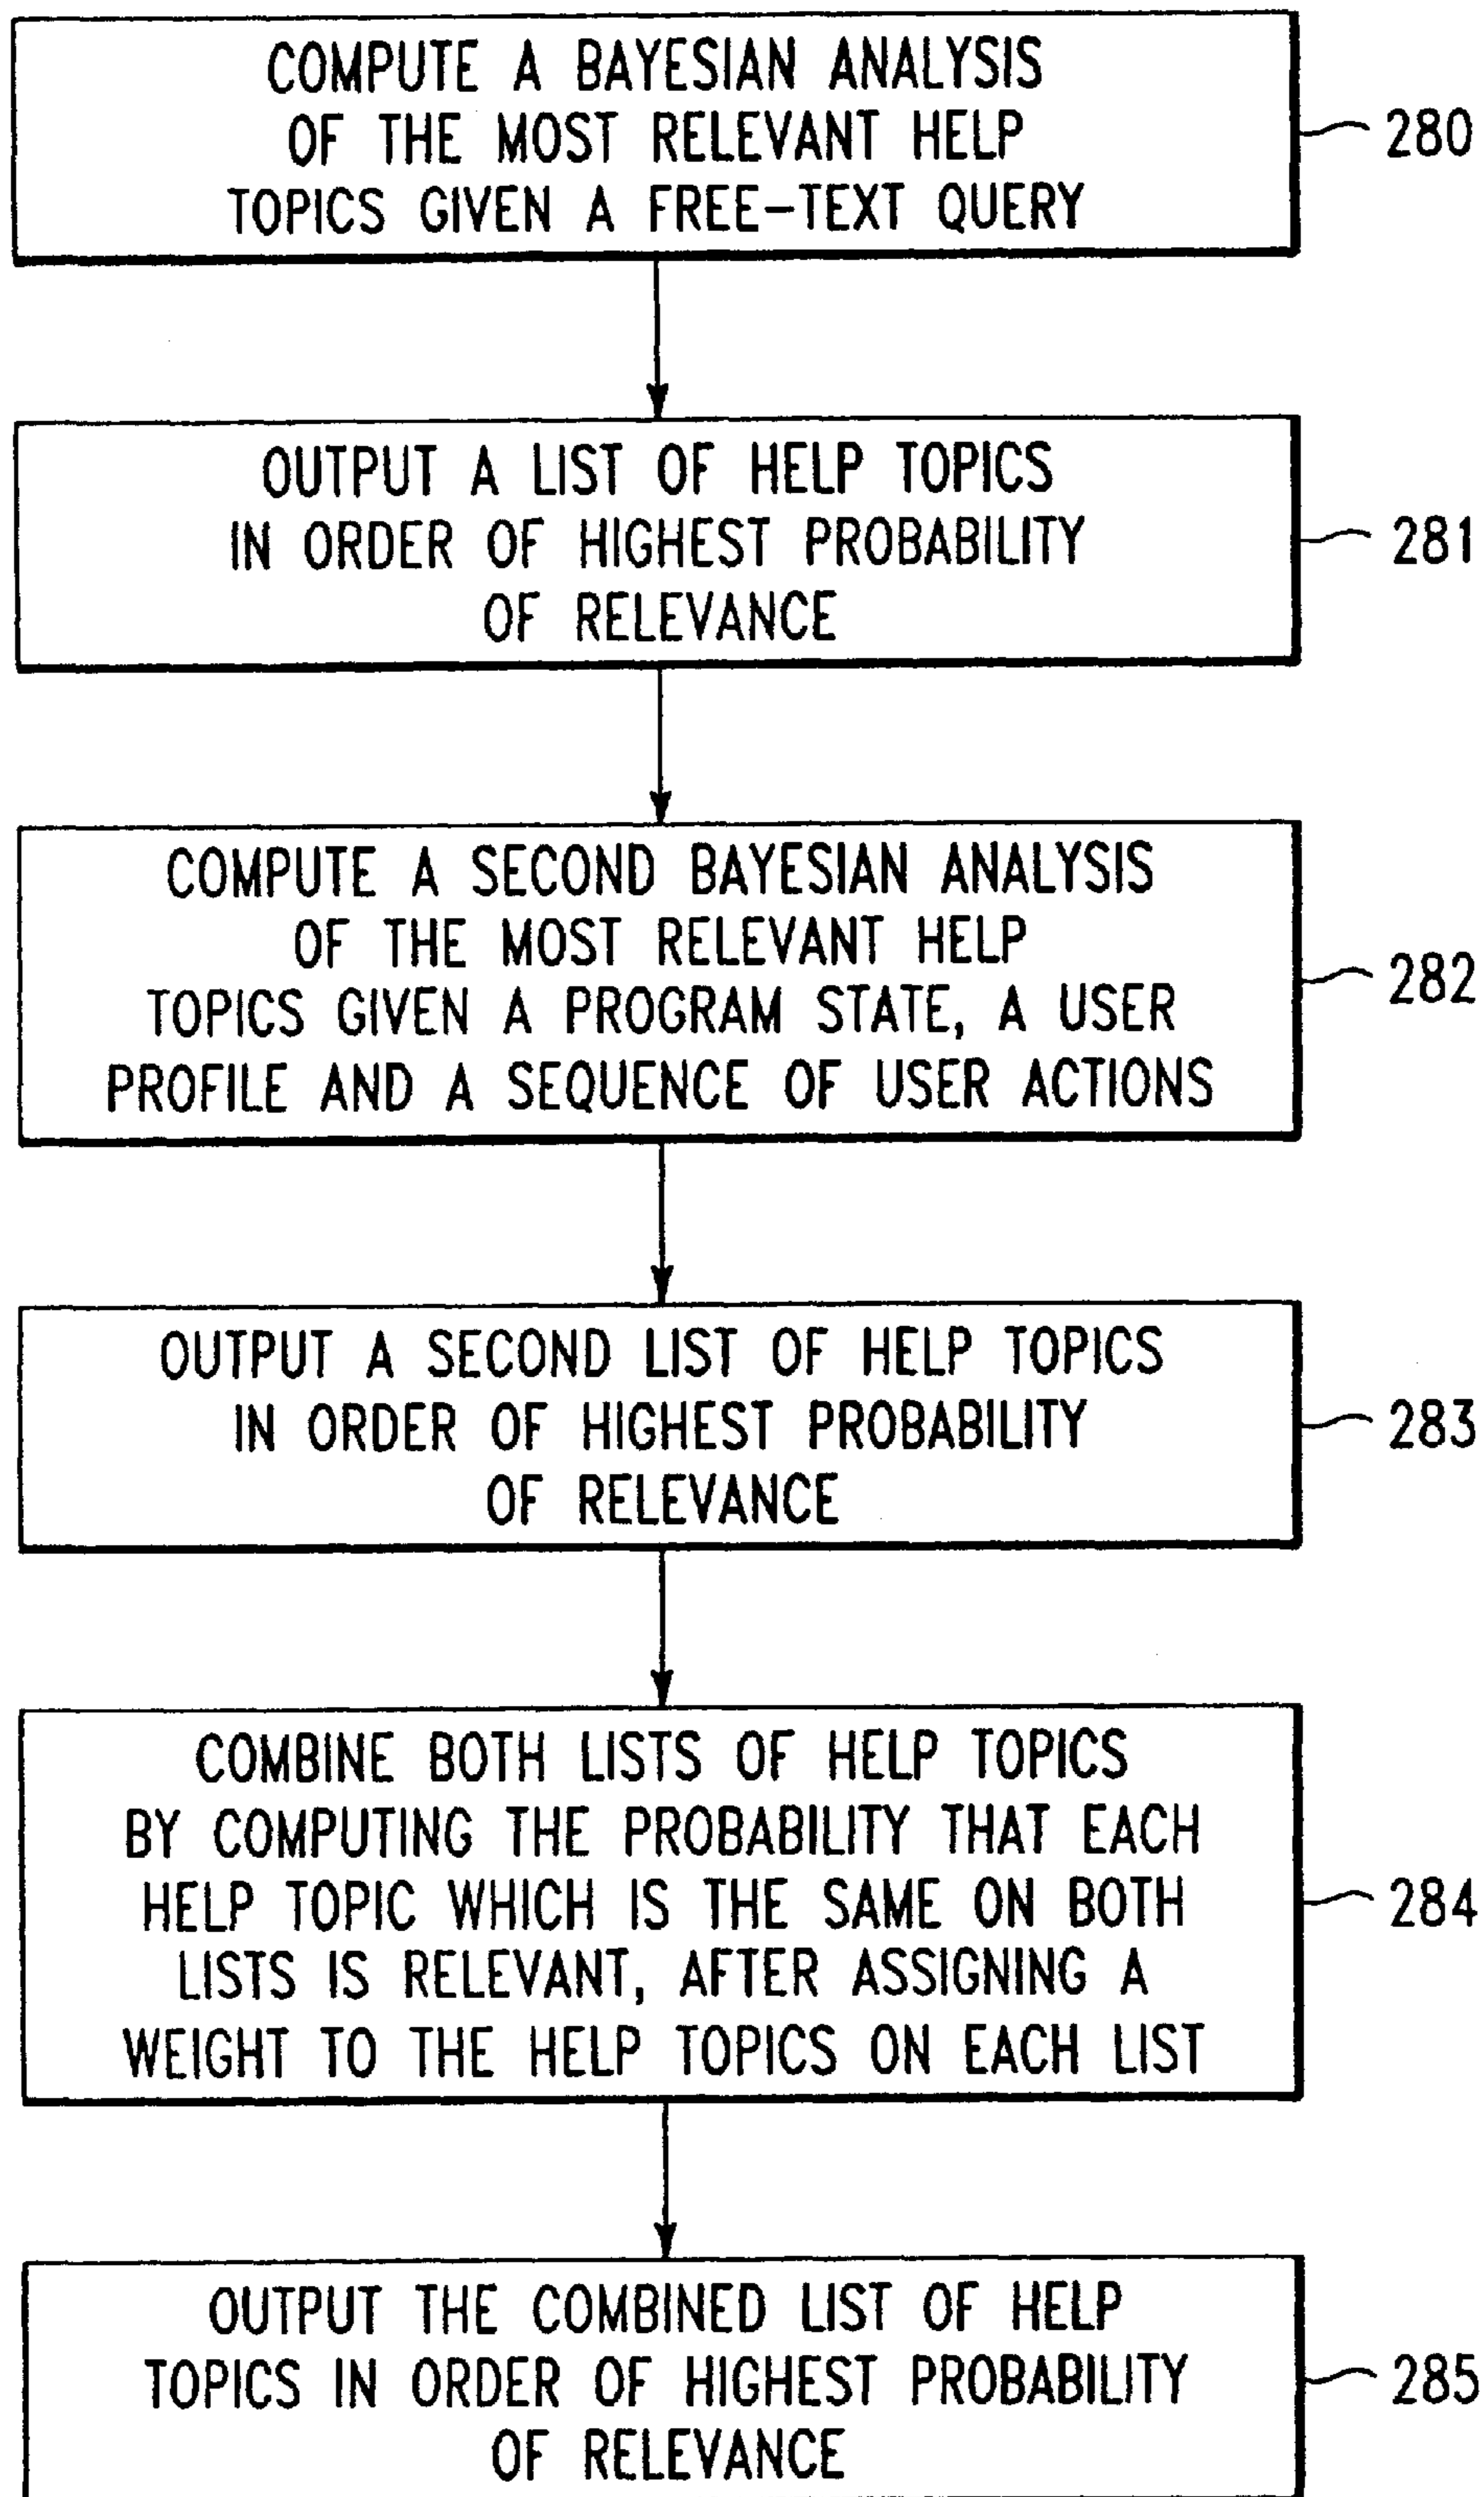 COMPUTE A BAYESIAN ANALYSIS
OF THE MOST RELEVANT HELP
TOPICS GIVEN A FREE-TEXT QUERY
280
OUTPUT A LIST OF HELP TOPICS
IN ORDER OF HIGHEST PROBABILITY
OF RELEVANCE
281
COMPUTE A SECOND BAYESIAN ANALYSIS
OF THE MOST RELEVANT HELP
TOPICS GIVEN A PROGRAM STATE, A USER
PROFILE AND A SEQUENCE OF USER ACTIONS
282
OUTPUT A SECOND LIST OF HELP TOPICS
IN ORDER OF HIGHEST PROBABILITY
OF RELEVANCE
283
COMBINE BOTH LISTS OF HELP TOPICS
BY COMPUTING THE PROBABILITY THAT EACH
HELP TOPIC WHICH IS THE SAME ON BOTH
LISTS IS RELEVANT, AFTER ASSIGNING A
WEIGHT TO THE HELP TOPICS ON EACH LIST
284
OUTPUT THE COMBINED LIST OF HELP
TOPICS IN ORDER OF HIGHEST PROBABILITY
OF RELEVANCE
285